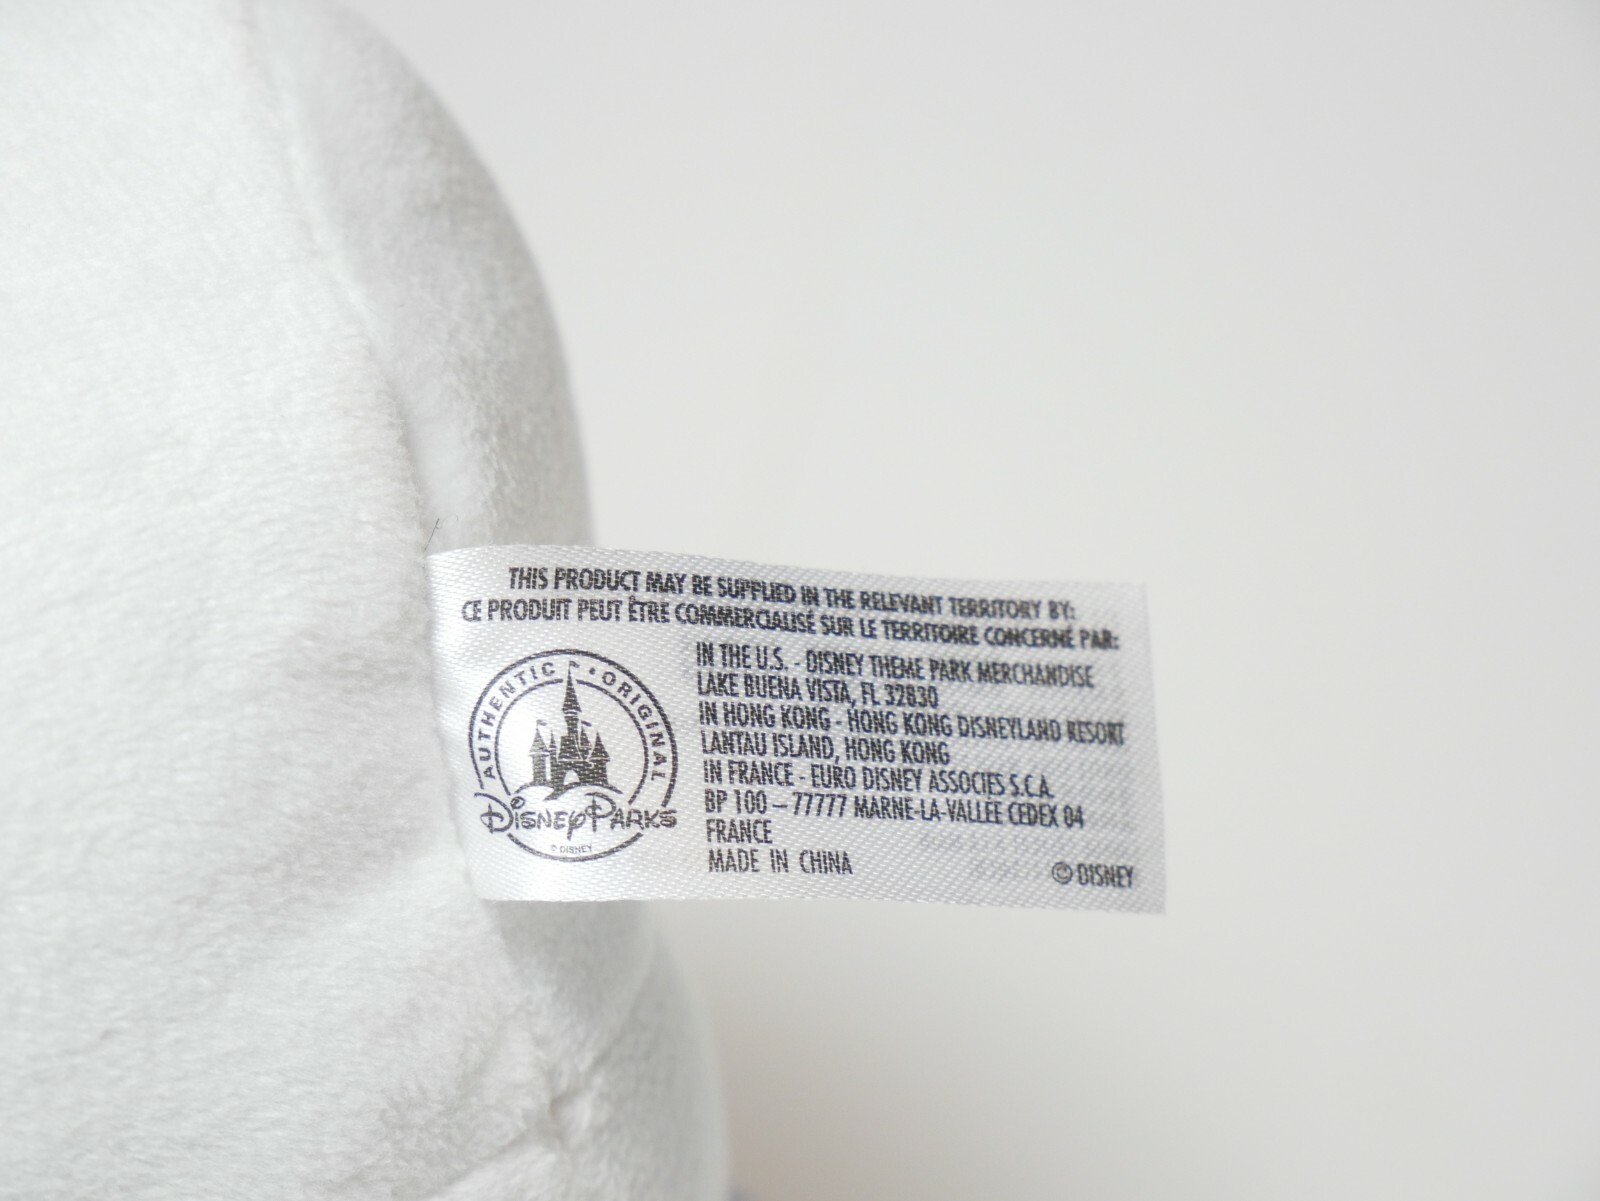 THIS PRODUCT MAY BE SUPPLIED IN THE RELEVANT TERRITORY BY:
CE PRODUIT PEUT ÊTRE COMMERCIALISÉ SUR LE TERRITOIRE CONCERNÉ PAR:
AUTHENTIC • ORIGINAL
DISNEY PARKS
© DISNEY
IN THE U.S. - DISNEY THEME PARK MERCHANDISE
LAKE BUENA VISTA, FL 32830
IN HONG KONG - HONG KONG DISNEYLAND RESORT
LANTAU ISLAND, HONG KONG
IN FRANCE - EURO DISNEY ASSOCIES S.C.A.
BP 100 – 77777 MARNE-LA-VALLÉE CEDEX 04
FRANCE
MADE IN CHINA
© DISNEY